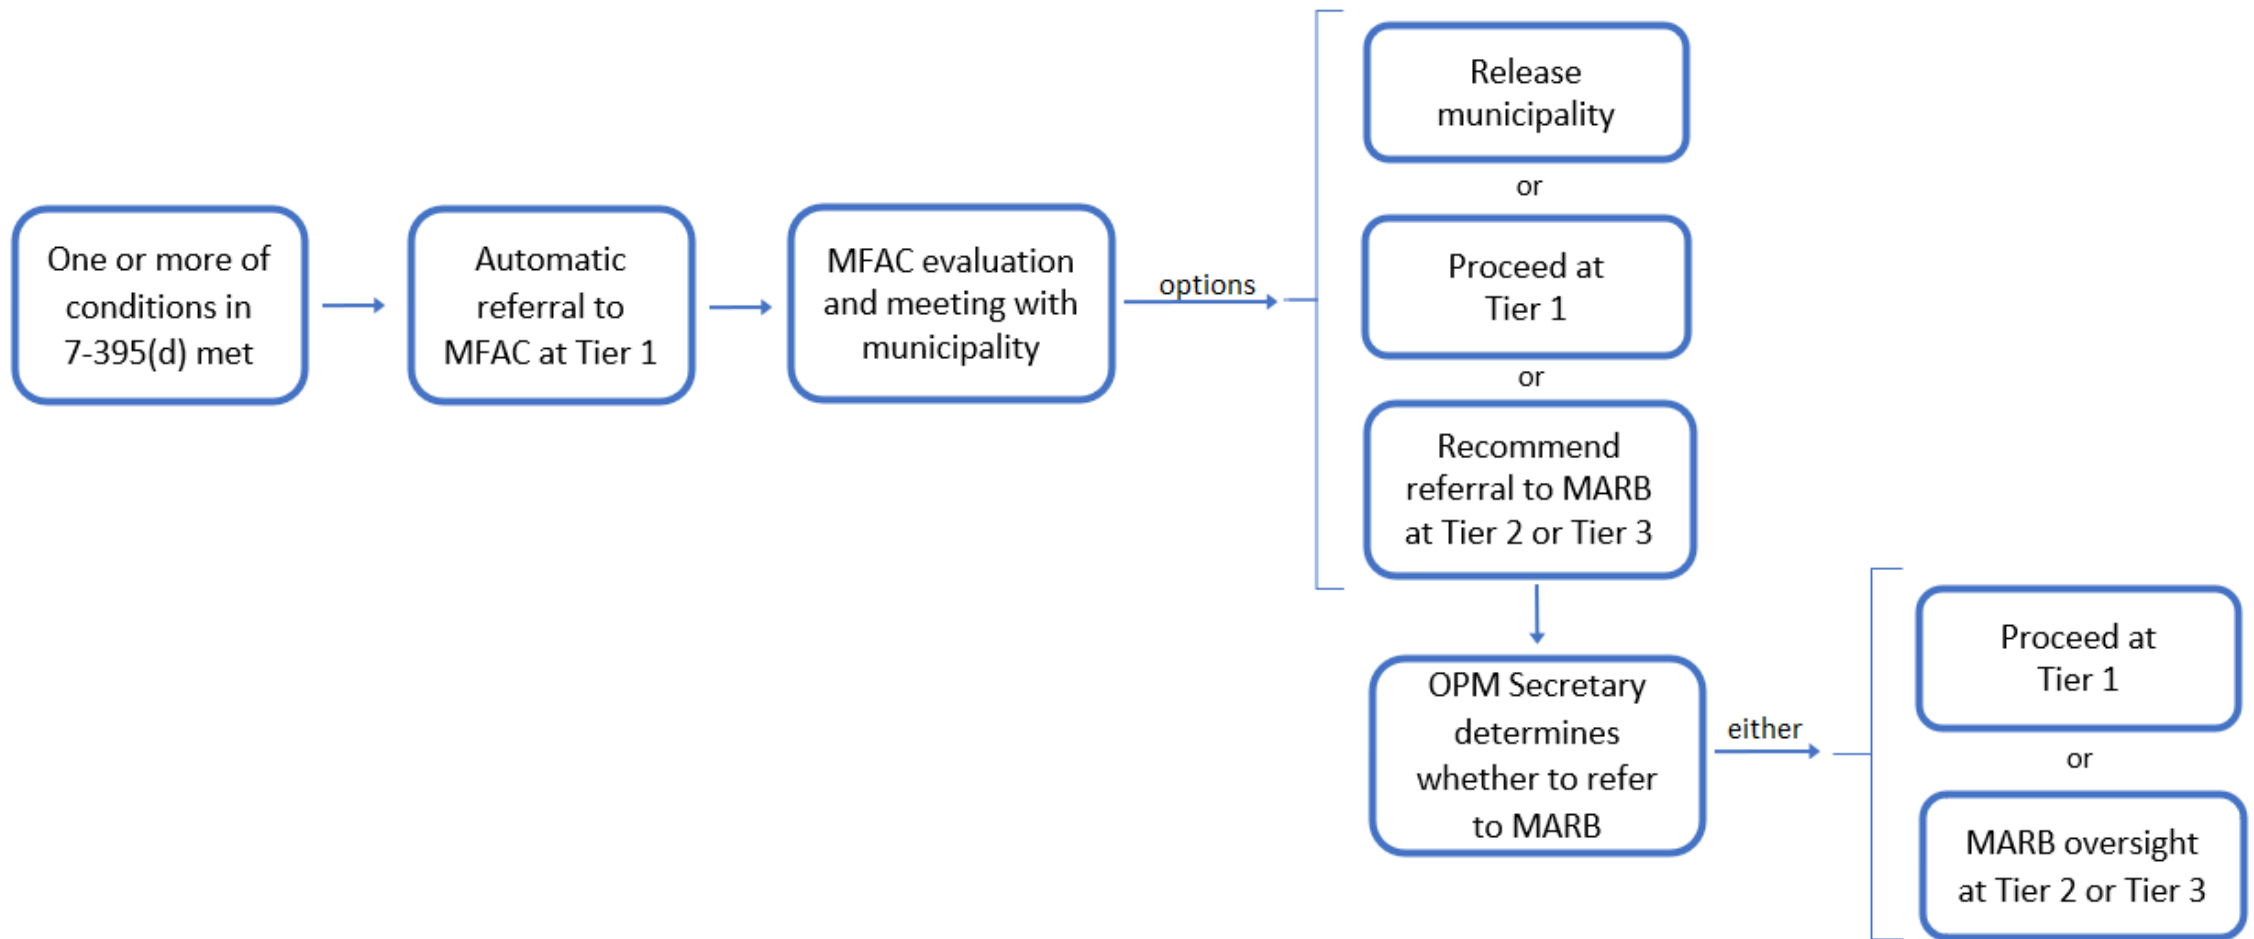 One or more of
conditions in
7-395(d) met
Automatic
referral to
MFAC at Tier 1
MFAC evaluation
and meeting with
municipality
options
Release
municipality
or
Proceed at
Tier 1
or
Recommend
referral to MARB
at Tier 2 or Tier 3
OPM Secretary
determines
whether to refer
to MARB
either
Proceed at
Tier 1
or
MARB oversight
at Tier 2 or Tier 3